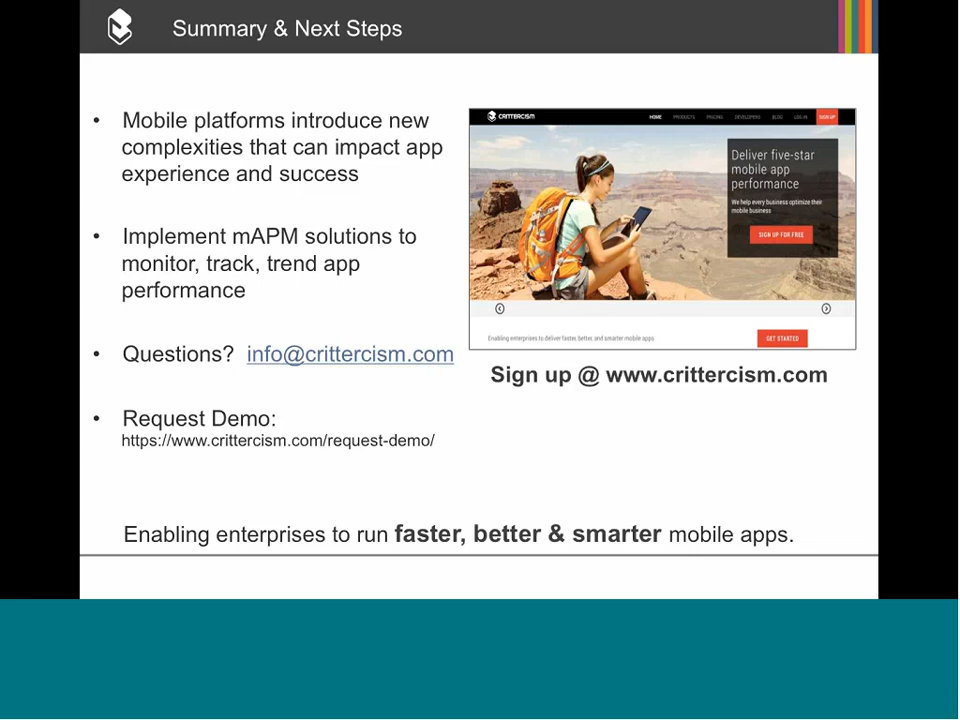 Summary & Next Steps
• Mobile platforms introduce new
complexities that can impact app
experience and success
• Implement mAPM solutions to
monitor, track, trend app
performance
• Questions? info@crittercism.com
• Request Demo:
https://www.crittercism.com/request-demo/
CRITTERCISM
HOME PRODUCTS PRICING DEVELOPERS BLOG LOG IN SIGN UP
Deliver five-star
mobile app
performance
We help every business optimize their
mobile business
SIGN UP FOR FREE
Enabling enterprises to deliver faster, better, and smarter mobile apps
GET STARTED
Sign up @ www.crittercism.com
Enabling enterprises to run faster, better & smarter mobile apps.